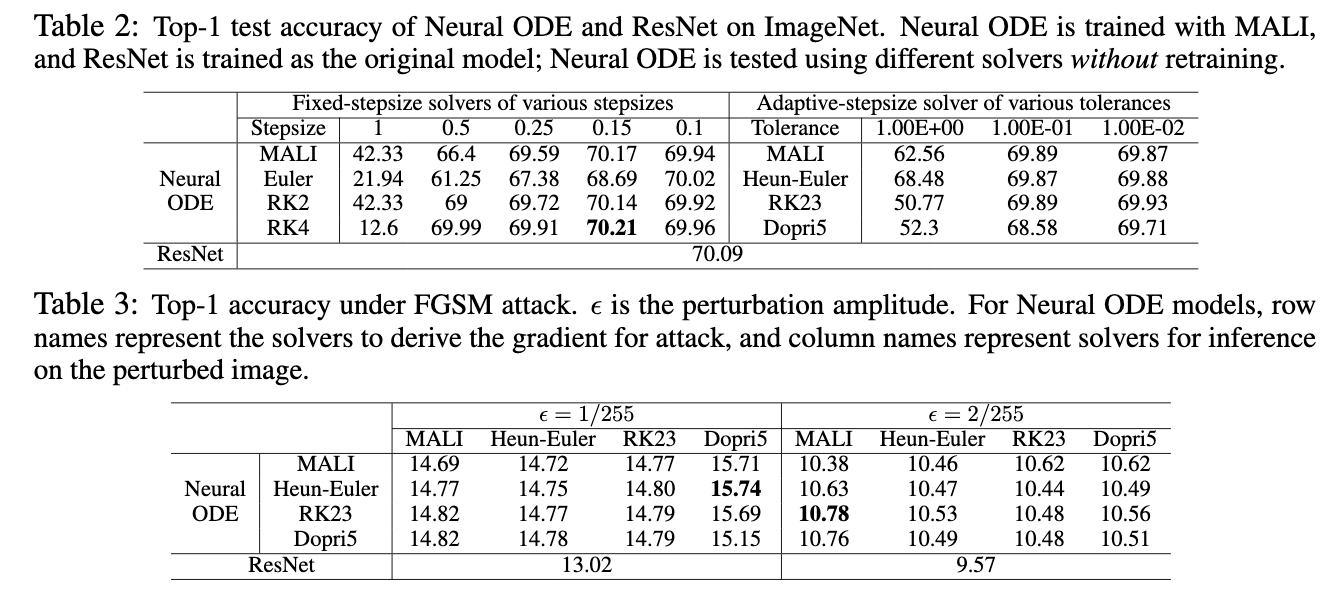 Table 2: Top-1 test accuracy of Neural ODE and ResNet on ImageNet. Neural ODE is trained with MALI,
and ResNet is trained as the original model; Neural ODE is tested using different solvers without retraining.
Fixed-stepsize solvers of various stepsizes Adaptive-stepsize solver of various tolerances
Stepsize 1 0.5 0.25 0.15 0.1 Tolerance 1.00E+00 1.00E-01 1.00E-02
MALI 42.33 66.4 69.59 70.17 69.94 MALI 62.56 69.89 69.87
Neural Euler 21.94 61.25 67.38 68.69 70.02 Heun-Euler 68.48 69.87 69.88
ODE RK2 42.33 69 69.72 70.14 69.92 RK23 50.77 69.89 69.93
RK4 12.6 69.99 69.91 70.21 69.96 Dopri5 52.3 68.58 69.71
ResNet 70.09
Table 3: Top-1 accuracy under FGSM attack. ϵ is the perturbation amplitude. For Neural ODE models, row
names represent the solvers to derive the gradient for attack, and column names represent solvers for inference
on the perturbed image.
ϵ = 1/255 ϵ = 2/255
MALI Heun-Euler RK23 Dopri5 MALI Heun-Euler RK23 Dopri5
MALI 14.69 14.72 14.77 15.71 10.38 10.46 10.62 10.62
Neural Heun-Euler 14.77 14.75 14.80 15.74 10.63 10.47 10.44 10.49
ODE RK23 14.82 14.77 14.79 15.69 10.78 10.53 10.48 10.56
Dopri5 14.82 14.78 14.79 15.15 10.76 10.49 10.48 10.51
ResNet 13.02 9.57